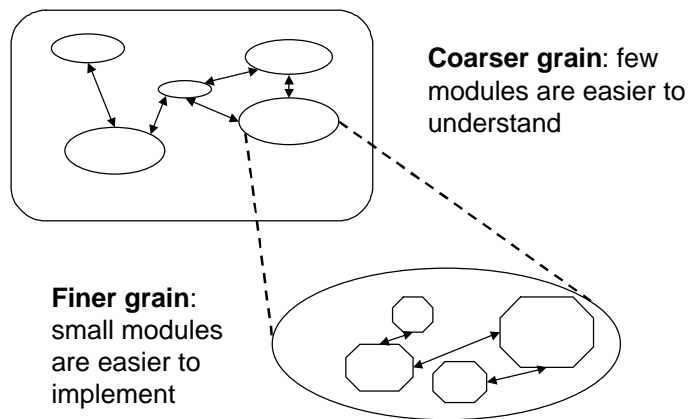 Coarser grain: few
modules are easier to
understand
Finer grain:
small modules
are easier to
implement